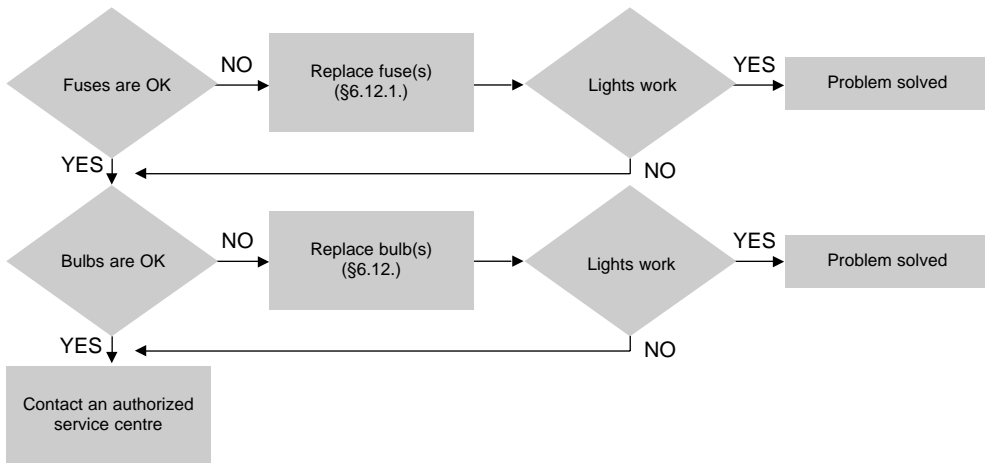 Fuses are OK
NO
Replace fuse(s)
(§6.12.1.)
Lights work
YES
Problem solved
YES
NO
Bulbs are OK
NO
Replace bulb(s)
(§6.12.)
Lights work
YES
Problem solved
YES
NO
Contact an authorized
service centre